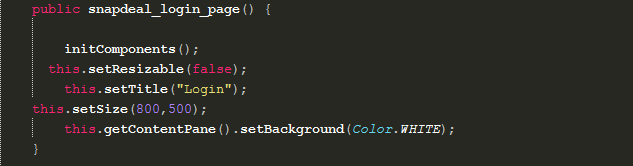 public snapdeal_login_page() {
initComponents();
this.setResizable(false);
this.setTitle("Login");
this.setSize(800,500);
this.getContentPane().setBackground(Color.WHITE);
}